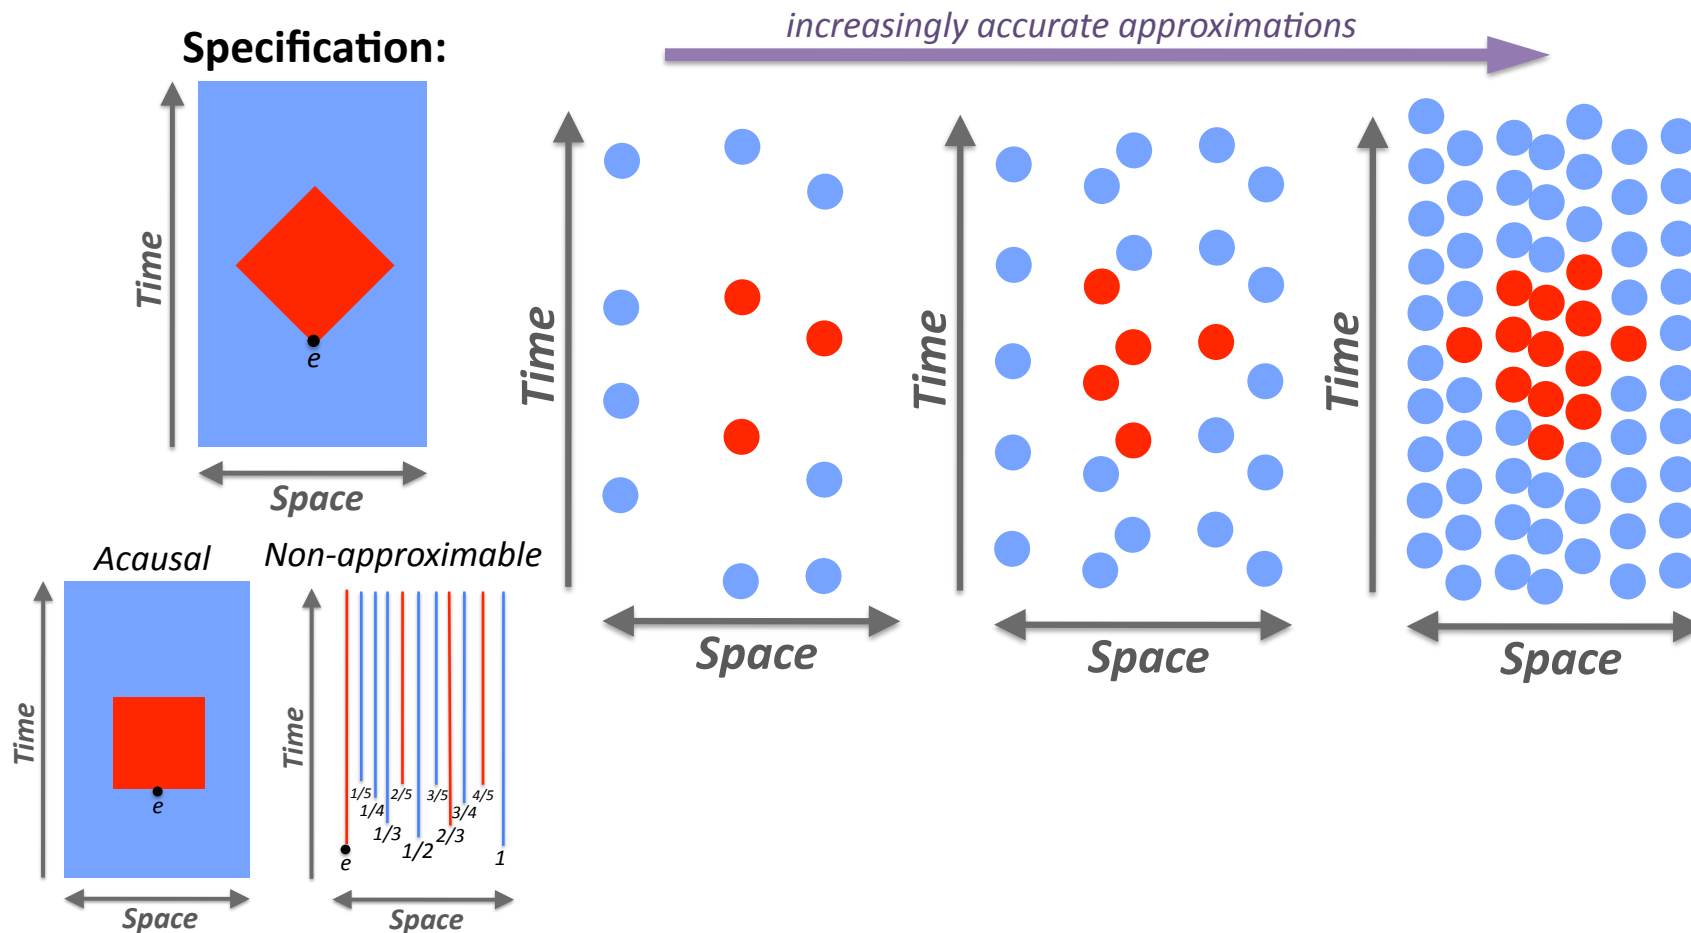 Specification:
increasingly accurate approximations
Time
e
Space
Time
Space
Time
Space
Time
Space
Acausal
Time
e
Space
Non-approximable
Time
1/5
2/5
3/5
4/5
1/4
3/4
1/3
2/3
1/2
1
e
Space